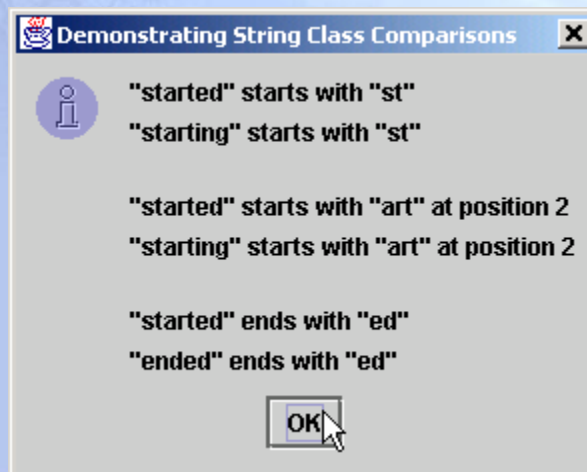 Demonstrating String Class Comparisons
"started" starts with "st"
"starting" starts with "st"
"started" starts with "art" at position 2
"starting" starts with "art" at position 2
"started" ends with "ed"
"ended" ends with "ed"
OK